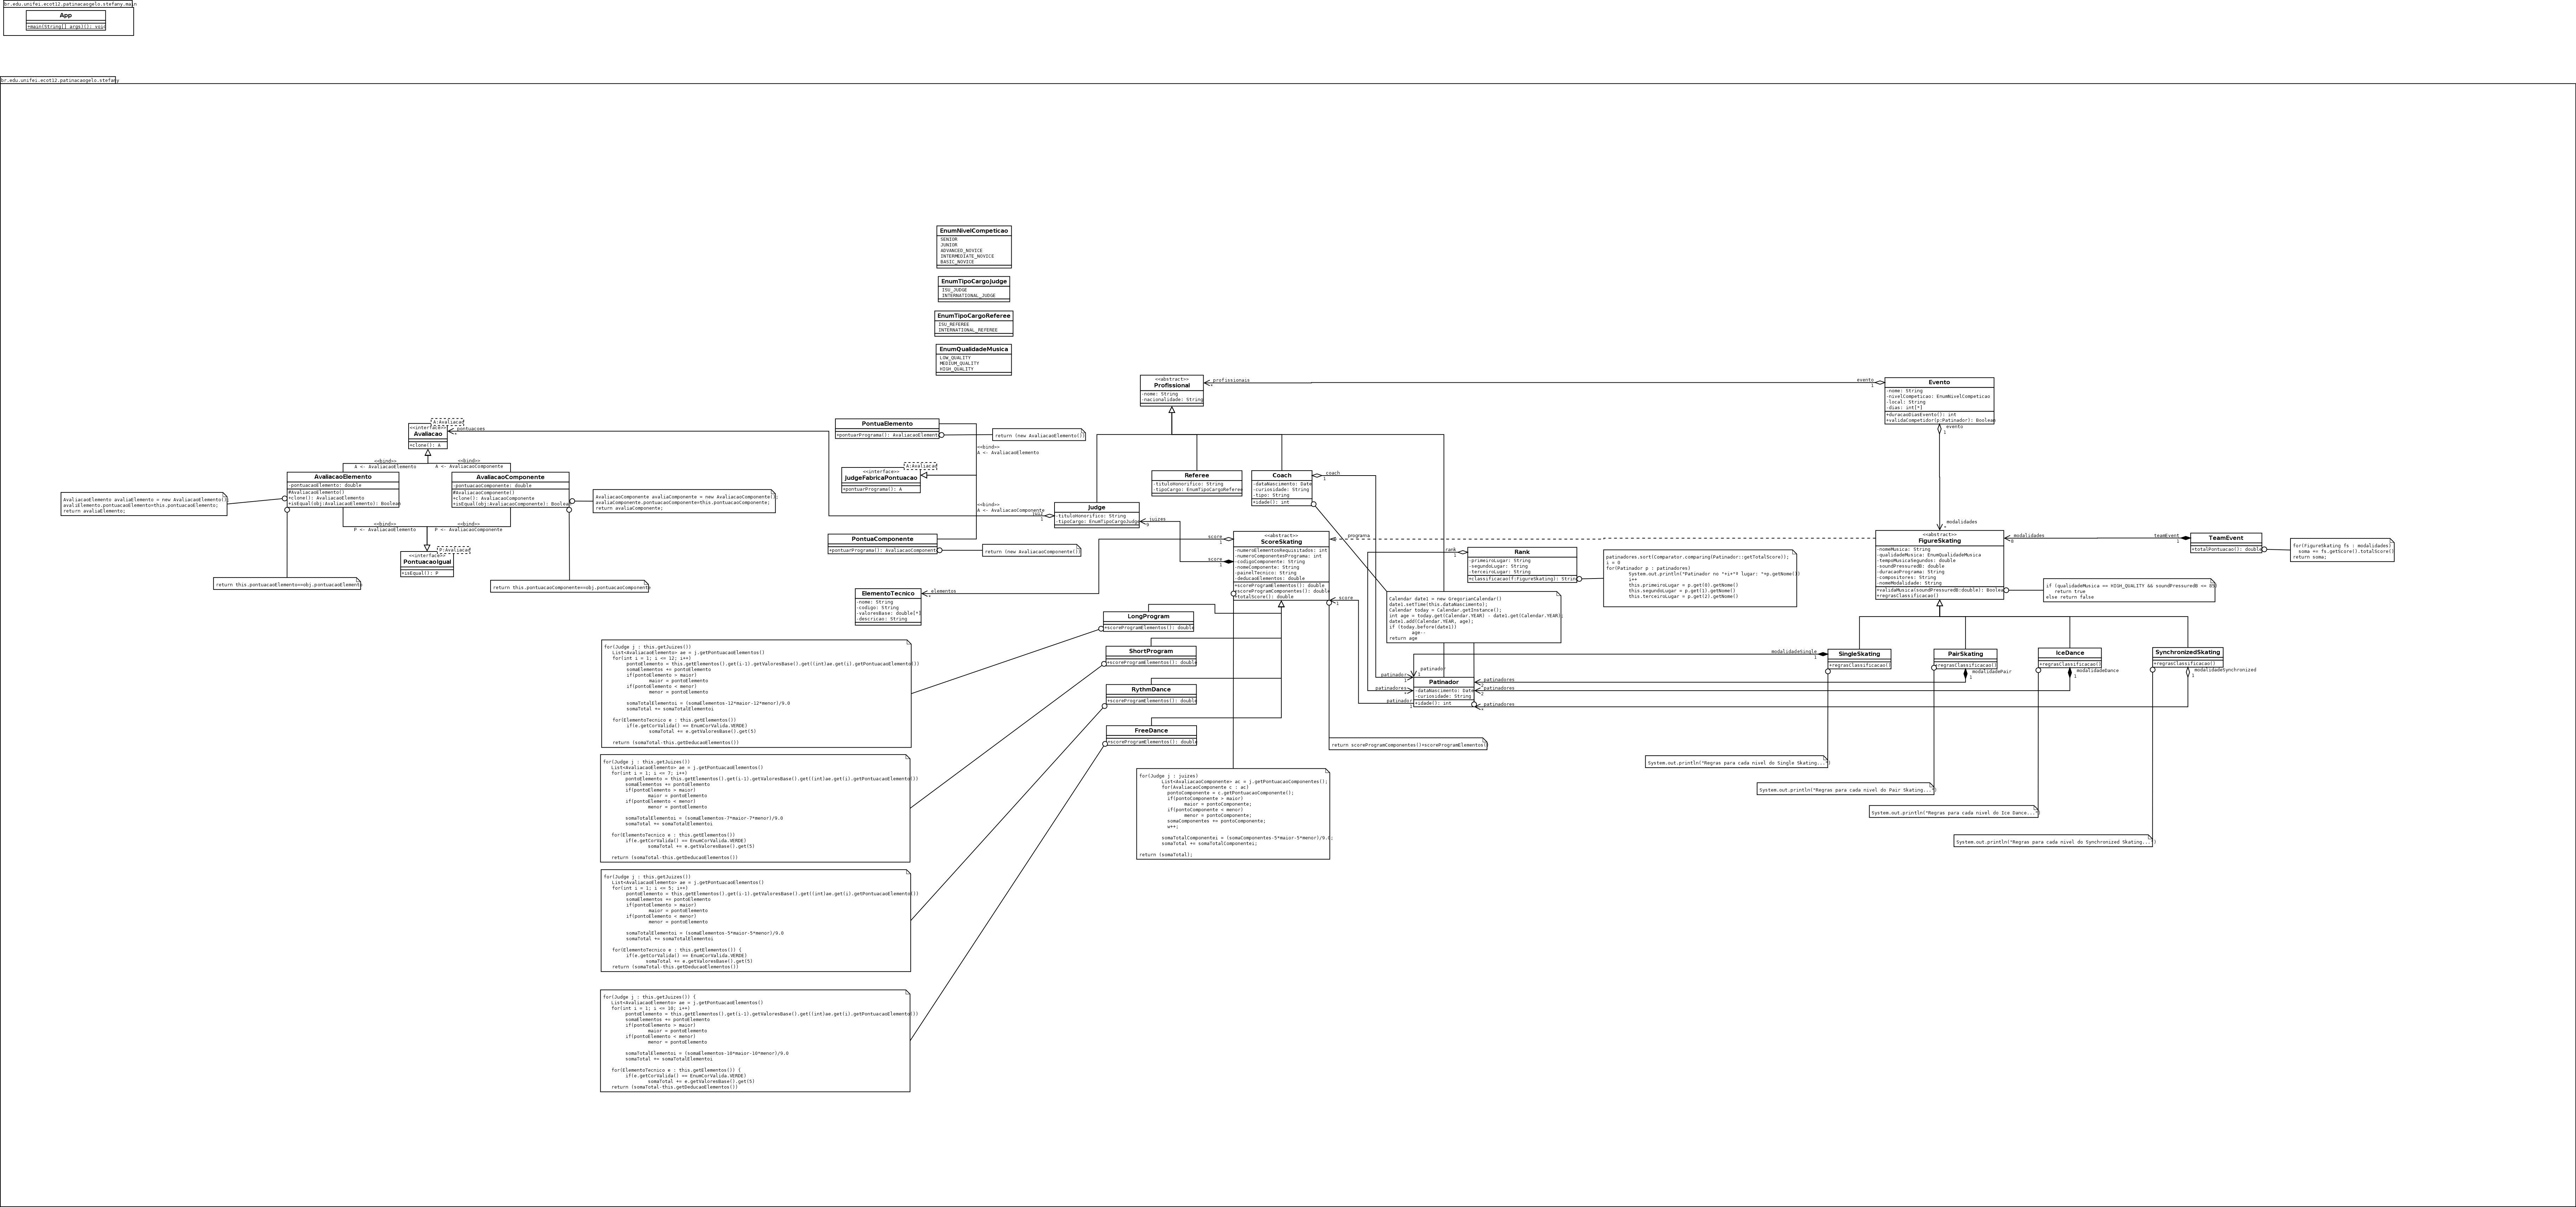 br.edu.unifei.ecot12.patinacaogelo.stefany.main
App
+main(String[] args)(): void
br.edu.unifei.ecot12.patinacaogelo.stefany
EnumNivelCompeticao
SENIOR
JUNIOR
ADVANCED_NOVICE
INTERMEDIATE_NOVICE
BASIC_NOVICE
EnumTipoCargoJudge
ISU_JUDGE
INTERNATIONAL_JUDGE
EnumTipoCargoReferee
ISU_REFEREE
INTERNATIONAL_REFEREE
EnumQualidadeMusica
LOW_QUALITY
MEDIUM_QUALITY
HIGH_QUALITY
<<abstract>>
Profissional
-nome: String
-nacionalidade: String
profissionais
evento
1
Evento
-nome: String
-nivelCompeticao: EnumNivelCompeticao
-local: String
-dias: int[*]
+duracaoDiasEvento(): int
+validaCompetidor(p:Patinador): Boolean
evento
1
modalidades
A:Avaliacao
<<interface>>
Avaliacao
+clone(): A
pontuacoes
<<bind>>
A <- AvaliacaoElemento
<<bind>>
A <- AvaliacaoComponente
AvaliacaoElemento
-pontuacaoElemento: double
#AvaliacaoElemento()
+clone(): AvaliacaoElemento
+isEqual(obj:AvaliacaoElemento): Boolean
AvaliacaoComponente
-pontuacaoComponente: double
#AvaliacaoComponente()
+clone(): AvaliacaoComponente
+isEqual(obj:AvaliacaoComponente): Boolean
AvaliacaoElemento avaliaElemento = new AvaliacaoElemento()
avaliElemento.pontuacaoElemento=this.pontuacaoElemento;
return avaliaElemento;
AvaliacaoComponente avaliaComponente = new AvaliacaoComponente();
avaliaComponente.pontuacaoComponente=this.pontuacaoComponente;
return avaliaComponente;
<<bind>>
P <- AvaliacaoElemento
<<bind>>
P <- AvaliacaoComponente
P:Avaliacao
<<interface>>
PontuacaoIgual
+isEqual(): P
return this.pontuacaoElemento==obj.pontuacaoElemento
return this.pontuacaoComponente==obj.pontuacaoComponente
PontuaElemento
+pontuarPrograma(): AvaliacaoElemento
return (new AvaliacaoElemento())
<<bind>>
A <- AvaliacaoElemento
A:Avaliacao
<<interface>>
JudgeFabricaPontuacao
+pontuarPrograma(): A
<<bind>>
A <- AvaliacaoComponente
PontuaComponente
+pontuarPrograma(): AvaliacaoComponente
return (new AvaliacaoComponente())
Judge
-tituloHonorifico: String
-tipoCargo: EnumTipoCargoJudge
juizes
9
Referee
-tituloHonorifico: String
-tipoCargo: EnumTipoCargoReferee
Coach
-dataNascimento: Date
-curiosidade: String
-tipo: String
+idade(): int
coach
1
score
1
score
1
<<abstract>>
ScoreSkating
-numeroElementosRequisitados: int
-numeroComponentesPrograma: int
-codigoComponente: String
-nomeComponente: String
-painelTecnico: String
-deducaoElementos: double
+scoreProgramElementos(): double
+scoreProgramComponentes(): double
+totalScore(): double
programa
score
1
rank
1
Rank
-primeiroLugar: String
-segundoLugar: String
-terceiroLugar: String
+classificacao(f:FigureSkating): String
patinadores.sort(Comparator.comparing(Patinador::getTotalScore));
i = 0
for(Patinador p : patinadores)
System.out.println("Patinador no "+i+"º lugar: "+p.getNome())
i++
this.primeiroLugar = p.get(0).getNome()
this.segundoLugar = p.get(1).getNome()
this.terceiroLugar = p.get(2).getNome()
<<abstract>>
FigureSkating
-nomeMusica: String
-qualidadeMusica: EnumQualidadeMusica
-tempoMusicaSegundos: double
-soundPressuredB: double
-duracaoPrograma: String
-compositores: String
-nomeModalidade: String
+validaMusica(soundPressuredB:double): Boolean
+regrasClassificacao()
modalidades
teamEvent
1
TeamEvent
+totalPontuacao(): double
for(FigureSkating fs : modalidades)
soma += fs.getScore().totalScore()
return soma;
if (qualidadeMusica == HIGH_QUALITY && soundPressuredB == 85)
return true
else return false
ElementoTecnico
-nome: String
-codigo: String
-valoresBase: double[*]
-descricao: String
elementos
LongProgram
+scoreProgramElementos(): double
ShortProgram
+scoreProgramElementos(): double
RythmDance
+scoreProgramElementos(): double
FreeDance
+scoreProgramElementos(): double
Calendar date1 = new GregorianCalendar()
date1.setTime(this.dataNascimento);
Calendar today = Calendar.getInstance();
int age = today.get(Calendar.YEAR) - date1.get(Calendar.YEAR);
date1.add(Calendar.YEAR, age);
if (today.before(date1))
age--
return age
patinador
1
patinador
patinadores
patinador
Patinador
-dataNascimento: Date
-curiosidade: String
+idade(): int
patinadores
patinadores
patinadores
modalidadeSingle
1
SingleSkating
+regrasClassificacao()
PairSkating
+regrasClassificacao()
modalidadePair
1
IceDance
+regrasClassificacao()
modalidadeDance
1
SynchronizedSkating
+regrasClassificacao()
modalidadeSynchronized
1
return scoreProgramComponentes()+scoreProgramElementos()
System.out.println("Regras para cada nivel do Single Skating...")
System.out.println("Regras para cada nivel do Pair Skating...")
System.out.println("Regras para cada nivel do Ice Dance...")
System.out.println("Regras para cada nivel do Synchronized Skating...")
for(Judge j : this.getJuizes())
List<AvaliacaoElemento> ae = j.getPontuacaoElementos()
for(int i = 1; i <= 12; i++)
pontoElemento = this.getElementos().get(i-1).getValoresBase().get((int)ae.get(i).getPontuacaoElemento())
somaElementos += pontoElemento
if(pontoElemento > maior)
maior = pontoElemento
if(pontoElemento < menor)
menor = pontoElemento
somaTotalElementoi = (somaElementos-12*maior-12*menor)/9.0
somaTotal += somaTotalElementoi
for(ElementoTecnico e : this.getElementos())
if(e.getCorValida() == EnumCorValida.VERDE)
somaTotal += e.getValoresBase().get(5)
return (somaTotal-this.getDeducaoElementos())
for(Judge j : this.getJuizes())
List<AvaliacaoElemento> ae = j.getPontuacaoElementos()
for(int i = 1; i <= 7; i++)
pontoElemento = this.getElementos().get(i-1).getValoresBase().get((int)ae.get(i).getPontuacaoElemento())
somaElementos += pontoElemento
if(pontoElemento > maior)
maior = pontoElemento
if(pontoElemento < menor)
menor = pontoElemento
somaTotalElementoi = (somaElementos-7*maior-7*menor)/9.0
somaTotal += somaTotalElementoi
for(ElementoTecnico e : this.getElementos())
if(e.getCorValida() == EnumCorValida.VERDE)
somaTotal += e.getValoresBase().get(5)
return (somaTotal-this.getDeducaoElementos())
for(Judge j : this.getJuizes())
List<AvaliacaoElemento> ae = j.getPontuacaoElementos()
for(int i = 1; i <= 5; i++)
pontoElemento = this.getElementos().get(i-1).getValoresBase().get((int)ae.get(i).getPontuacaoElemento())
somaElementos += pontoElemento
if(pontoElemento > maior)
maior = pontoElemento
if(pontoElemento < menor)
menor = pontoElemento
somaTotalElementoi = (somaElementos-5*maior-5*menor)/9.0
somaTotal += somaTotalElementoi
for(ElementoTecnico e : this.getElementos()) {
if(e.getCorValida() == EnumCorValida.VERDE)
somaTotal += e.getValoresBase().get(5)
return (somaTotal-this.getDeducaoElementos())
for(Judge j : this.getJuizes()) {
List<AvaliacaoElemento> ae = j.getPontuacaoElementos()
for(int i = 1; i <= 10; i++)
pontoElemento = this.getElementos().get(i-1).getValoresBase().get((int)ae.get(i).getPontuacaoElemento())
somaElementos += pontoElemento
if(pontoElemento > maior)
maior = pontoElemento
if(pontoElemento < menor)
menor = pontoElemento
somaTotalElementoi = (somaElementos-10*maior-10*menor)/9.0
somaTotal += somaTotalElementoi
for(ElementoTecnico e : this.getElementos()) {
if(e.getCorValida() == EnumCorValida.VERDE)
somaTotal += e.getValoresBase().get(5)
return (somaTotal-this.getDeducaoElementos())
for(Judge j : juizes)
List<AvaliacaoComponente> ac = j.getPontuacaoComponentes();
for(AvaliacaoComponente c : ac)
pontoComponente = c.getPontuacaoComponente();
if(pontoComponente > maior)
maior = pontoComponente;
if(pontoComponente < menor)
menor = pontoComponente;
somaComponentes += pontoComponente;
w++;
somaTotalComponentei = (somaComponentes-5*maior-5*menor)/9.0;
somaTotal += somaTotalComponentei;
return (somaTotal);